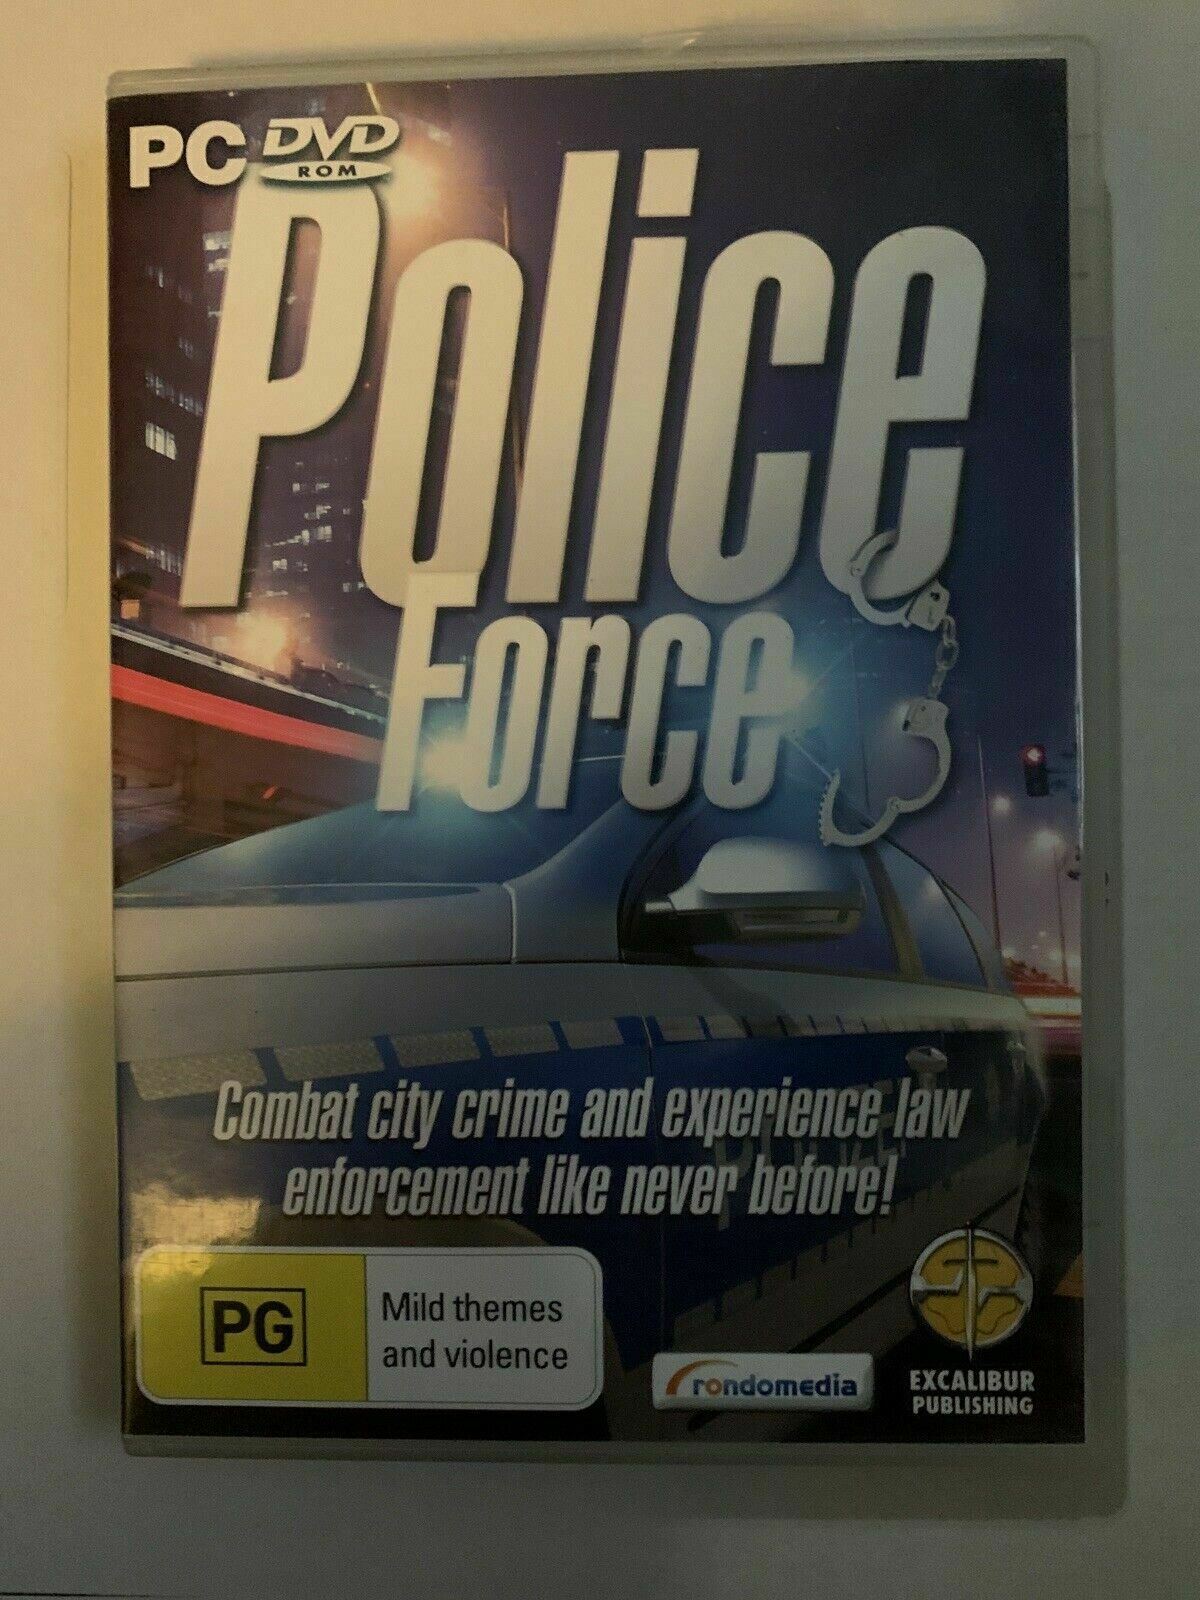 PC DVD
ROM
Police
Force
Combat city crime and experience law
enforcement like never before!
POLIZEI
PG
Mild themes
and violence
rondomedia
EXCALIBUR
PUBLISHING